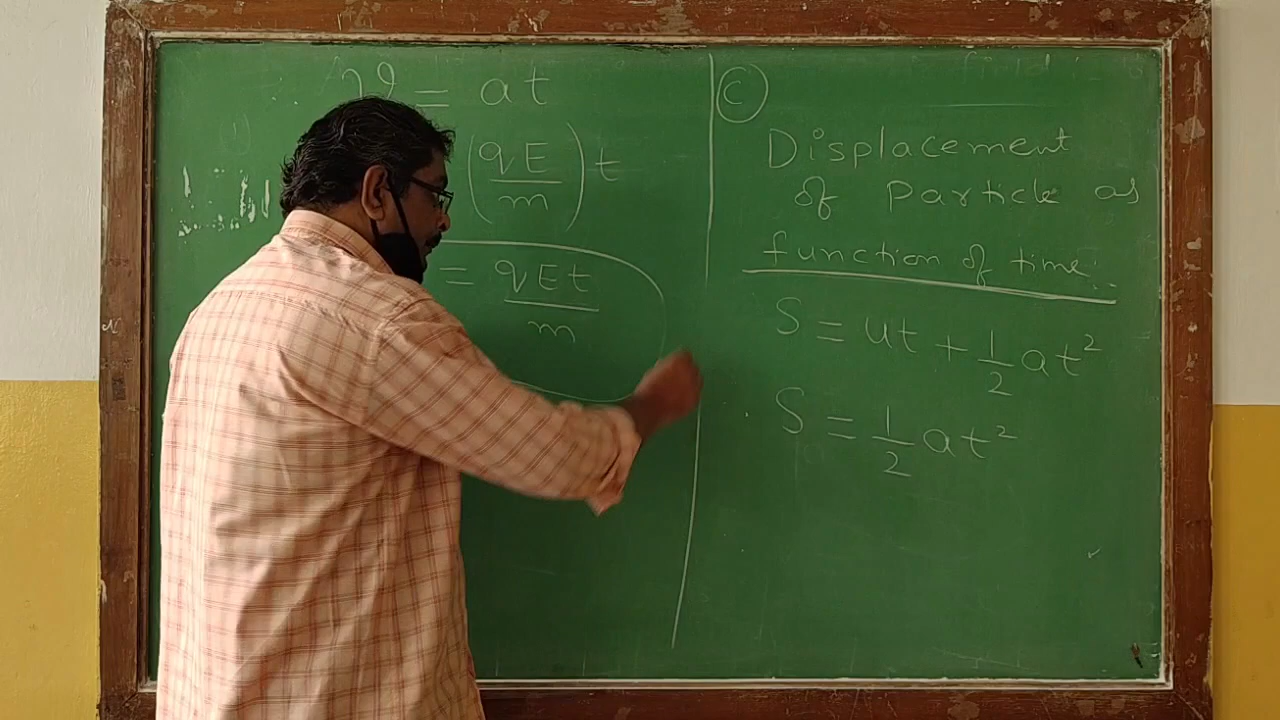 v = at
(qE/m) t
= qEt/m
(C)
Displacement
of Particle as
function of time
S = ut + 1/2 at²
S = 1/2 at²